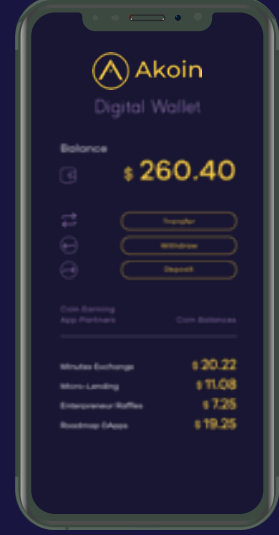 Akoin
Digital Wallet
Balance
$ 260.40
Transfer
Withdraw
Deposit
Coin Earning
App Partners
Coin Balances
Minutes Exchange $ 20.22
Micro-Lending $ 11.08
Enterpreneur Raffles $ 7.25
Roadmap DApps $ 19.25